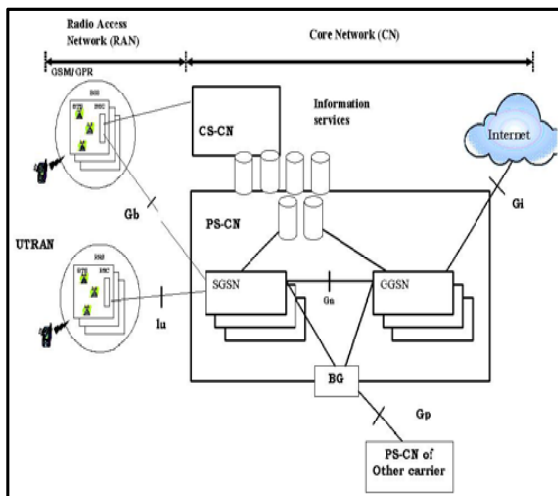 Radio Access
Network (RAN)
Core Network (CN)
GSM/GPR
Information
services
CS-CN
Internet
Gb
Gi
PS-CN
UTRAN
SGSN
Gn
GGSN
Iu
BG
Gp
PS-CN of
Other carrier